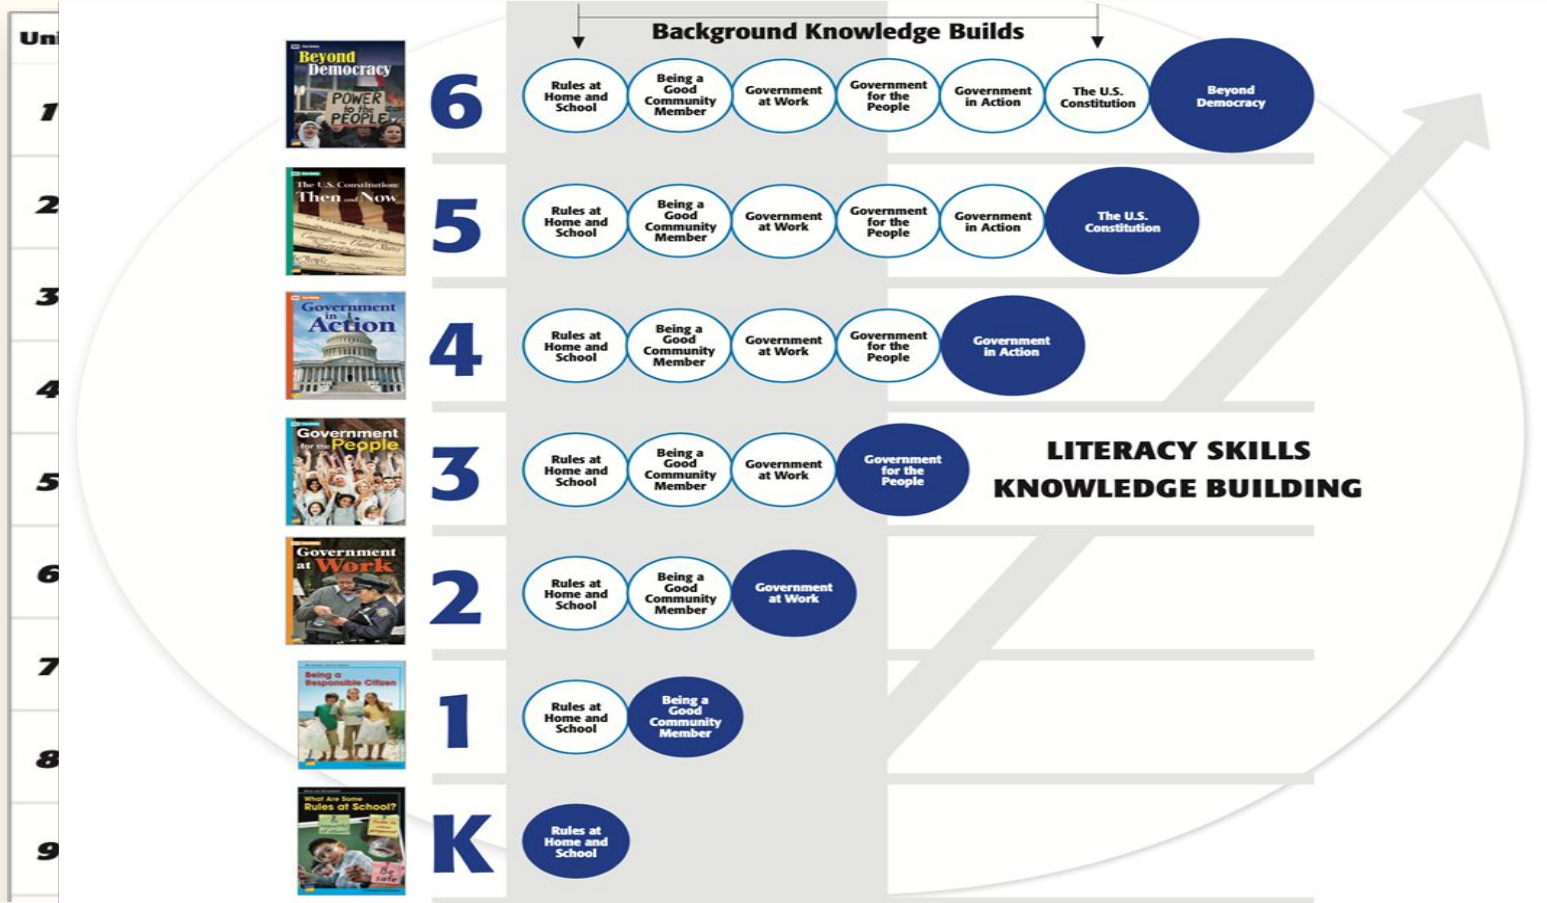 Uni
1
2
3
4
5
6
7
8
9
Background Knowledge Builds
Beyond
Democracy
POWER
to the
PEOPLE
6
Rules at
Home and
School
Being a
Good
Community
Member
Government
at Work
Government
for the
People
Government
in Action
The U.S.
Constitution
Beyond
Democracy
The U.S. Constitution:
Then and Now
5
Rules at
Home and
School
Being a
Good
Community
Member
Government
at Work
Government
for the
People
Government
in Action
The U.S.
Constitution
Government
in
Action
4
Rules at
Home and
School
Being a
Good
Community
Member
Government
at Work
Government
for the
People
Government
in Action
Government
for the People
3
Rules at
Home and
School
Being a
Good
Community
Member
Government
at Work
Government
for the
People
LITERACY SKILLS
KNOWLEDGE BUILDING
Government
at Work
2
Rules at
Home and
School
Being a
Good
Community
Member
Government
at Work
Being a
Responsible Citizen
1
Rules at
Home and
School
Being a
Good
Community
Member
What Are Some
Rules at School?
Be
safe
K
Rules at
Home and
School